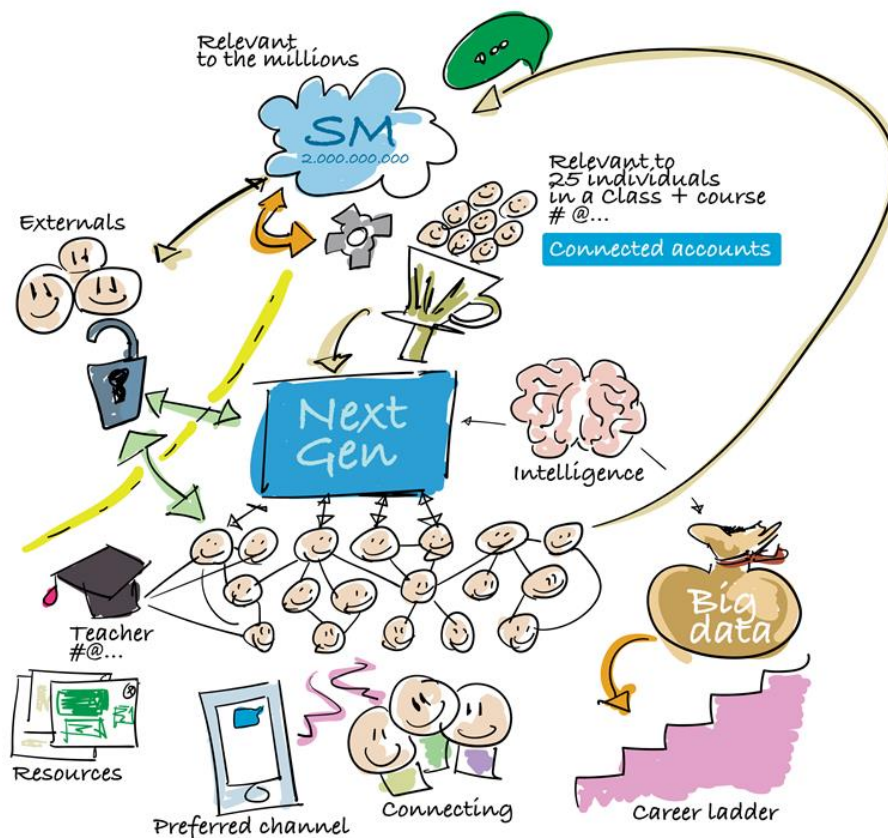 Relevant
to the millions
SM
2.000.000.000
Relevant to
25 individuals
in a Class + course
# @...
Connected accounts
Externals
Next
Gen
Intelligence
Big
data
Teacher
#@...
Resources
Preferred channel
Connecting
Career ladder